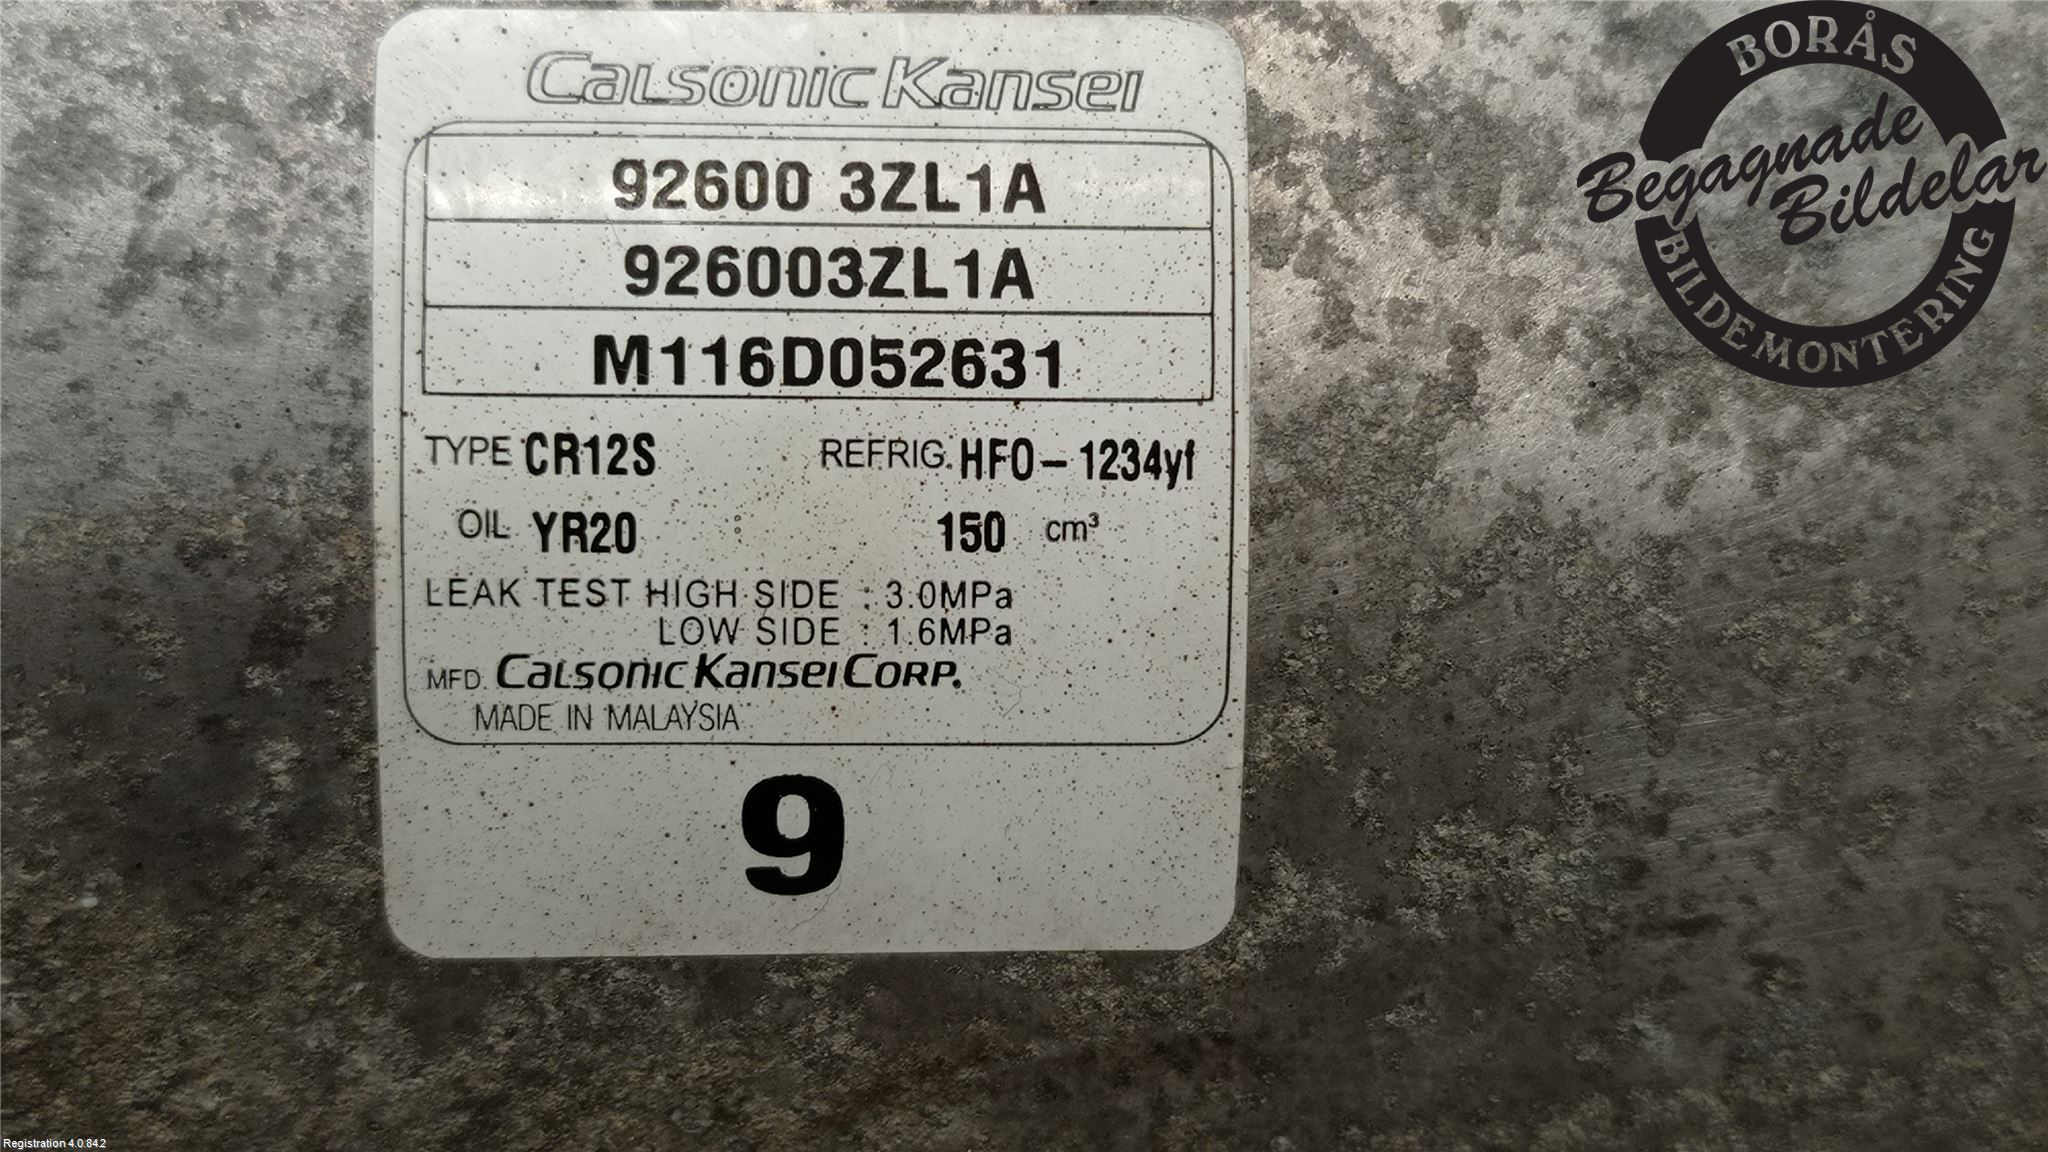 Calsonic Kansei
92600 3ZL1A
926003ZL1A
M116D052631
TYPE CR12S REFRIG. HFO-1234yf
OIL YR20 150 cm³
LEAK TEST HIGH SIDE : 3.0MPa
LOW SIDE : 1.6MPa
MFD. Calsonic Kansei Corp.
MADE IN MALAYSIA
9
BORÅS
Begagnade
Bildelar
BILDEMONTERING
Registration 4.0.84.2